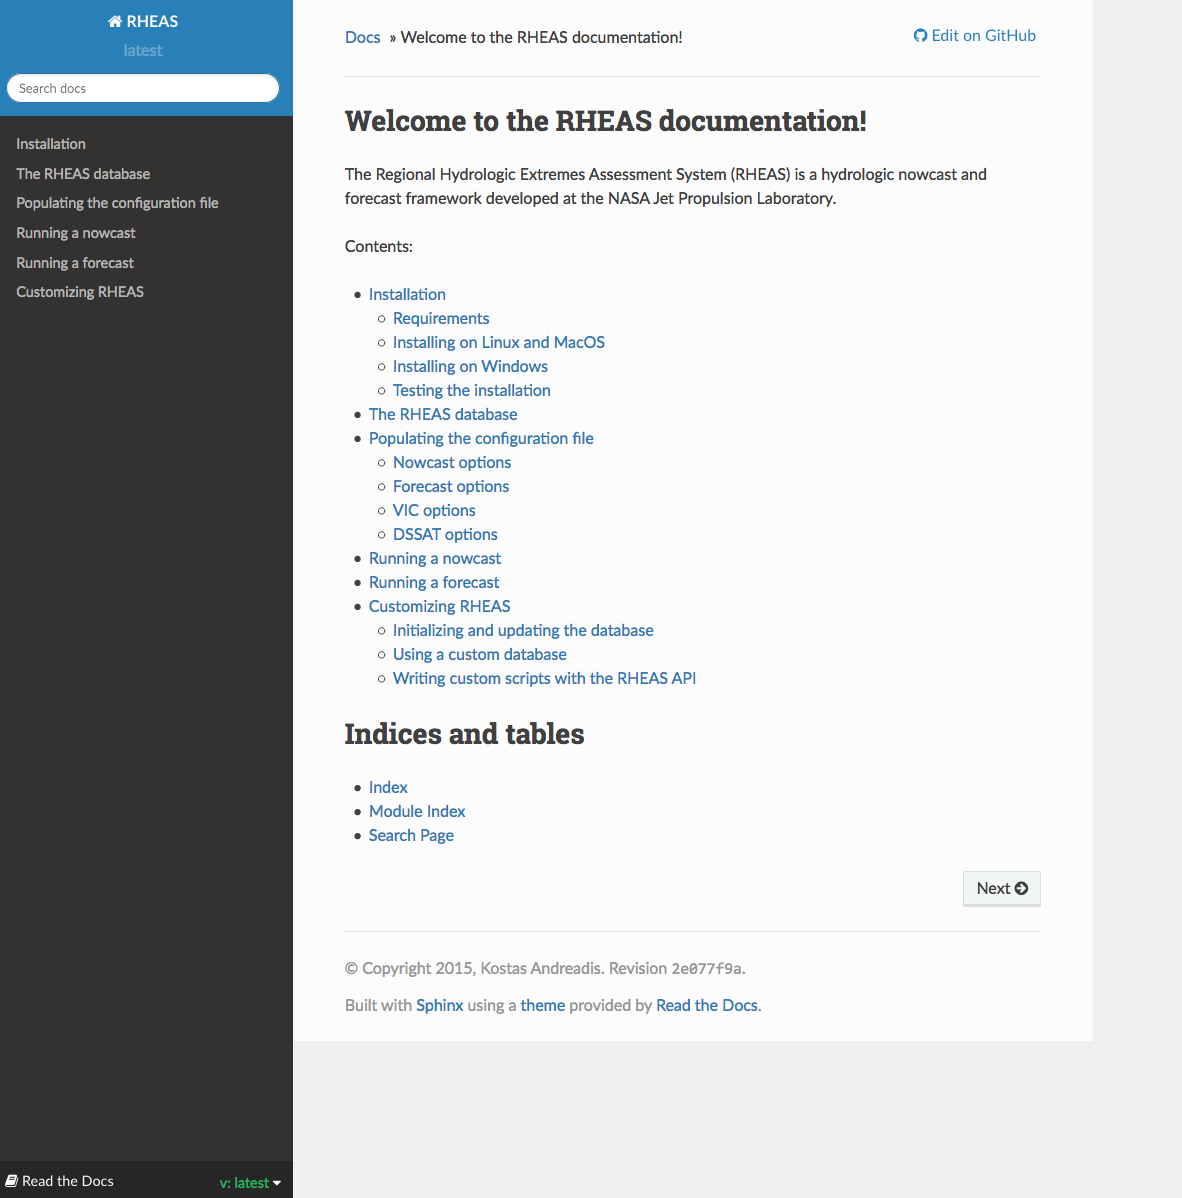 RHEAS
latest
Search docs
Installation
The RHEAS database
Populating the configuration file
Running a nowcast
Running a forecast
Customizing RHEAS
Read the Docs
v: latest
Docs » Welcome to the RHEAS documentation!
Edit on GitHub
Welcome to the RHEAS documentation!
The Regional Hydrologic Extremes Assessment System (RHEAS) is a hydrologic nowcast and
forecast framework developed at the NASA Jet Propulsion Laboratory.
Contents:
Installation
Requirements
Installing on Linux and MacOS
Installing on Windows
Testing the installation
The RHEAS database
Populating the configuration file
Nowcast options
Forecast options
VIC options
DSSAT options
Running a nowcast
Running a forecast
Customizing RHEAS
Initializing and updating the database
Using a custom database
Writing custom scripts with the RHEAS API
Indices and tables
Index
Module Index
Search Page
Next
© Copyright 2015, Kostas Andreadis. Revision 2e077f9a.
Built with Sphinx using a theme provided by Read the Docs.